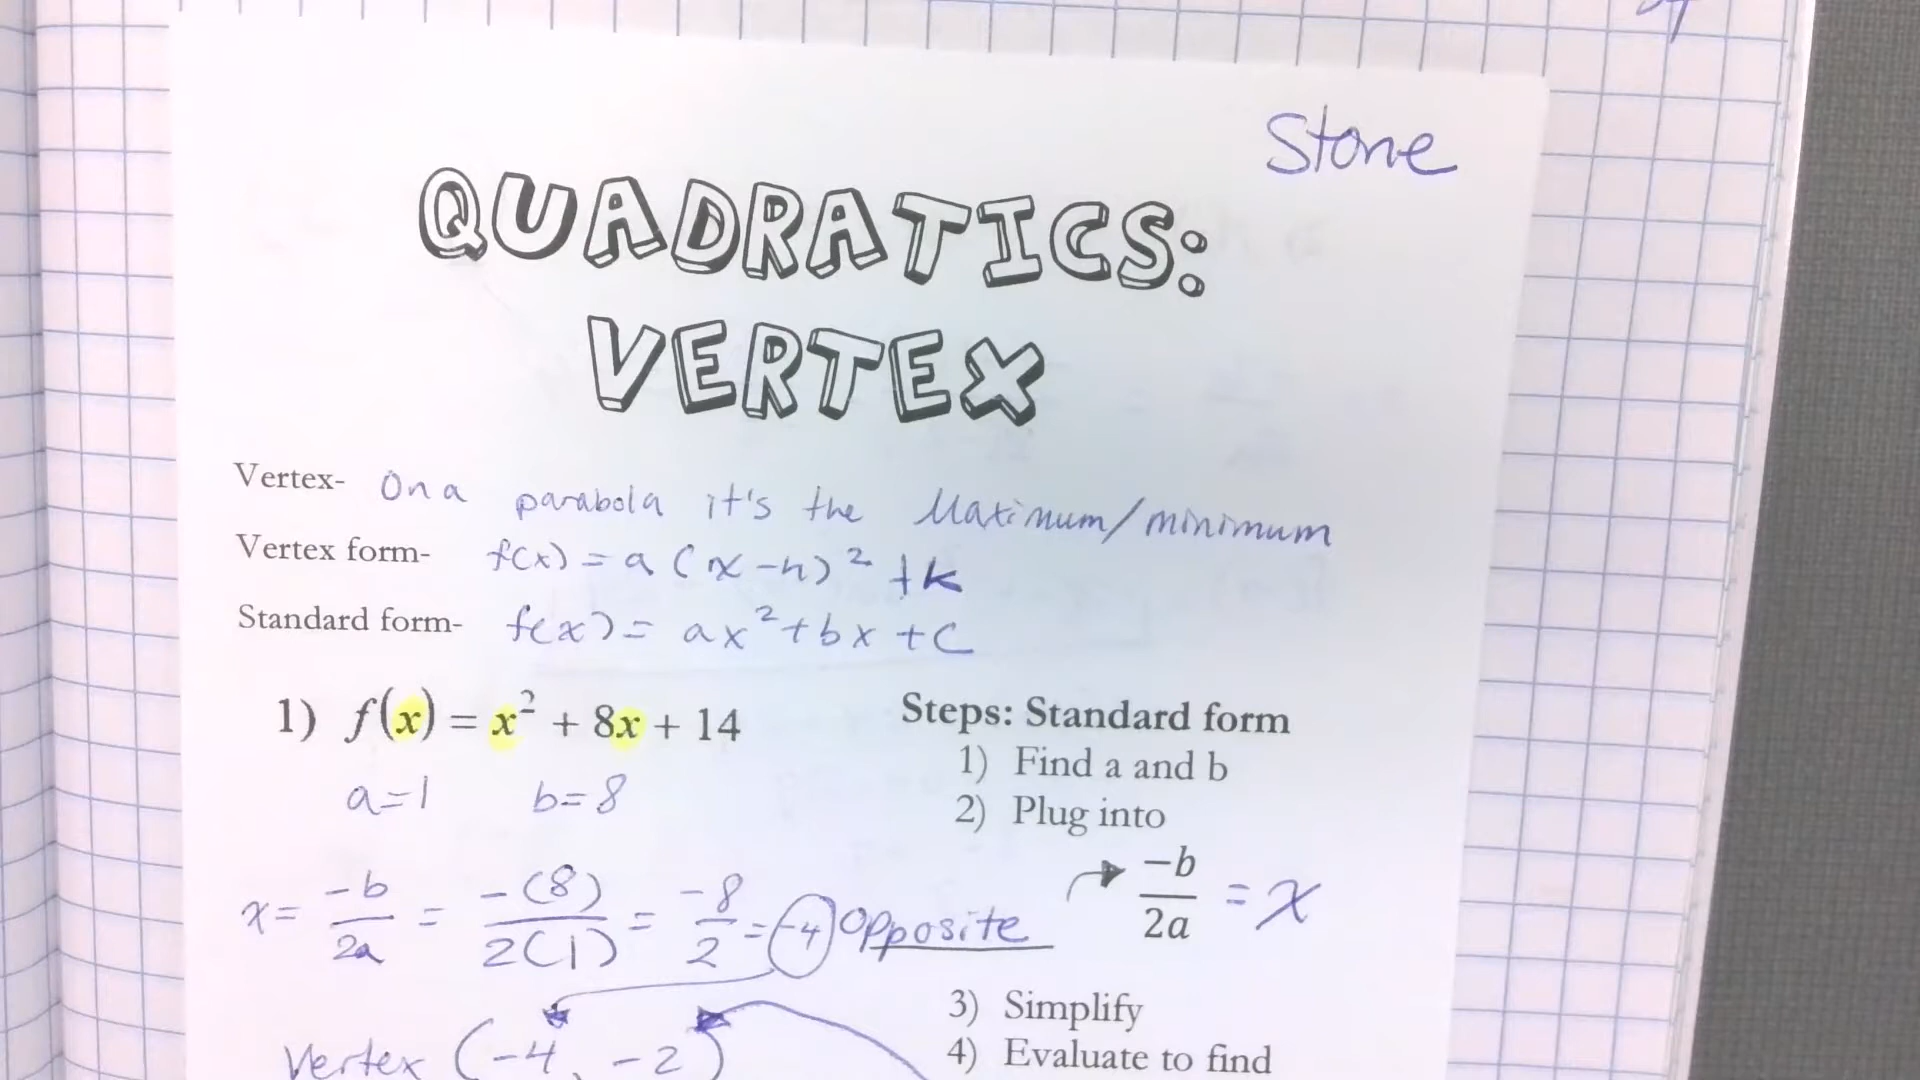 Stone
QUADRATICS:
VERTEX
Vertex- On a parabola it's the Maximum/minimum
Vertex form- f(x) = a (x-h)² + k
Standard form- f(x) = ax² + bx + c
1) f(x) = x² + 8x + 14
a=1 b=8
x = -b/2a = -(8)/2(1) = -8/2 = -4 Opposite
Vertex (-4, -2)
Steps: Standard form
1) Find a and b
2) Plug into
-b/2a = x
3) Simplify
4) Evaluate to find